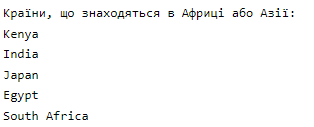 Країни, що знаходяться в Африці або Азії:
Kenya
India
Japan
Egypt
South Africa